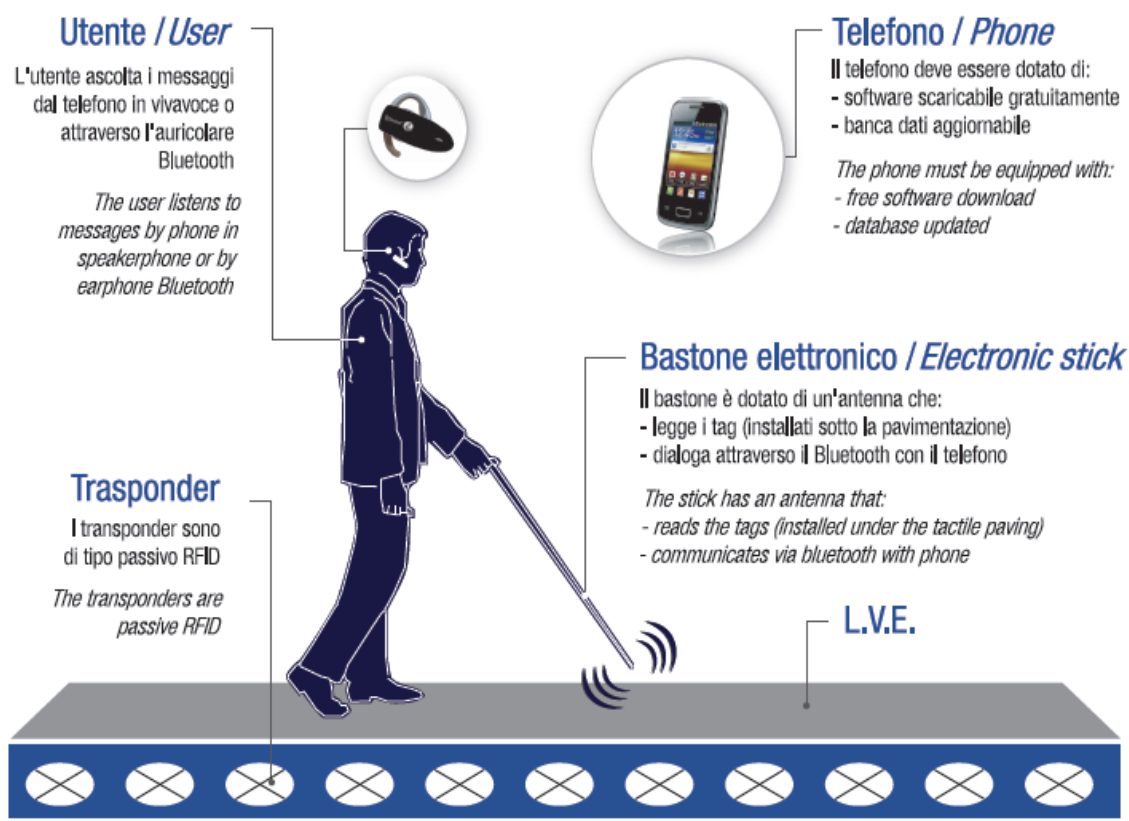 Utente / User
L'utente ascolta i messaggi
dal telefono in vivavoce o
attraverso l'auricolare
Bluetooth
The user listens to
messages by phone in
speakerphone or by
earphone Bluetooth
Telefono / Phone
Il telefono deve essere dotato di:
- software scaricabile gratuitamente
- banca dati aggiornabile
The phone must be equipped with:
- free software download
- database updated
Bastone elettronico / Electronic stick
Il bastone è dotato di un'antenna che:
- legge i tag (installati sotto la pavimentazione)
- dialoga attraverso il Bluetooth con il telefono
The stick has an antenna that:
- reads the tags (installed under the tactile paving)
- communicates via bluetooth with phone
Trasponder
I transponder sono
di tipo passivo RFID
The transponders are
passive RFID
L.V.E.